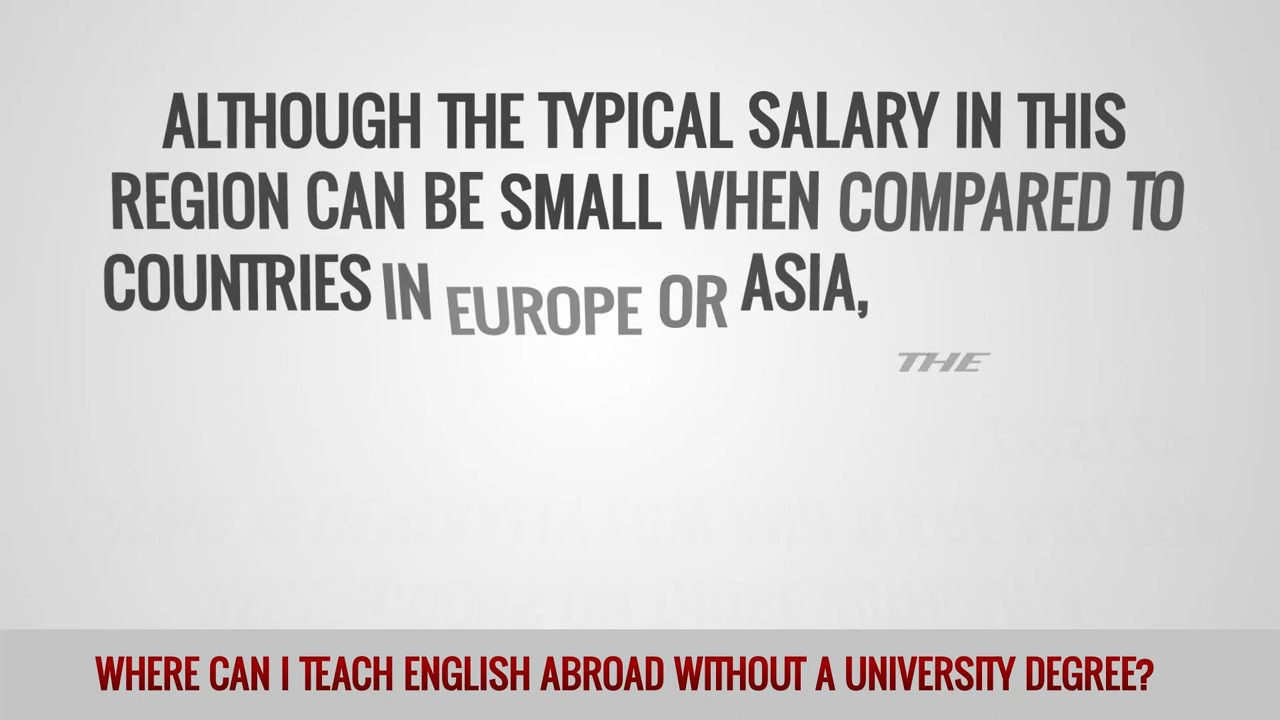 ALTHOUGH THE TYPICAL SALARY IN THIS
REGION CAN BE SMALL WHEN COMPARED TO
COUNTRIES IN EUROPE OR ASIA,
THE
WHERE CAN I TEACH ENGLISH ABROAD WITHOUT A UNIVERSITY DEGREE?